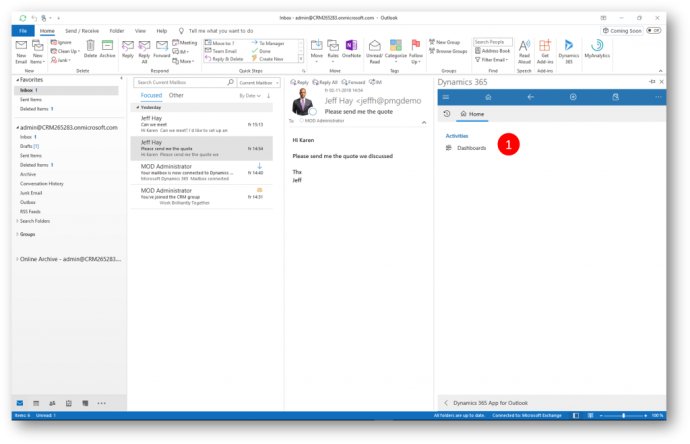 Inbox - admin@CRM265283.onmicrosoft.com - Outlook
File Home Send / Receive Folder View Help Tell me what you want to do
Coming Soon Off
New Email
New Items
New
Ignore
Clean Up
Junk
Delete
Archive
Delete
Reply
Reply All
Forward
Meeting
IM
More
Respond
Move to: ?
Team Email
Reply & Delete
To Manager
Done
Create New
Quick Steps
Move
Rules
OneNote
Move
Unread/ Read
Categorize
Follow Up
Tags
New Group
Browse Groups
Groups
Search People
Address Book
Filter Email
Find
Read Aloud
Speech
Get Add-ins
Add-ins
Dynamics 365
MyAnalytics
Favorites
Inbox 1
Sent Items
Deleted Items 1
admin@CRM265283.onmicrosoft.com
Inbox 1
Drafts [1]
Sent Items
Deleted Items 1
Archive
Conversation History
Junk Email
Outbox
RSS Feeds
Search Folders
Groups
Online Archive - admin@CRM265283....
Search Current Mailbox
Current Mailbox
Focused Other
By Date
Yesterday
Jeff Hay
Can we meet? fr 15:13
Hi Karen Can we meet? I'd like to set up an
Jeff Hay
Please send me the quote fr 14:54
Hi Karen Please send me the quote we
MOD Administrator
Your mailbox is now connected to Dynamics ... fr 14:40
Microsoft Dynamics 365 Mailbox connected
MOD Administrator
You've joined the CRM group fr 14:31
Work Brilliantly Together
Reply Reply All Forward IM
fr 02-11-2018 14:54
Jeff Hay <jeffh@pmgdemo
Please send me the quote
To MOD Administrator
Hi Karen
Please send me the quote we discussed
Thx
Jeff
Dynamics 365
Home
Activities
Dashboards
1
Dynamics 365 App for Outlook
Items: 6 Unread: 1
All folders are up to date. Connected to: Microsoft Exchange
100 %